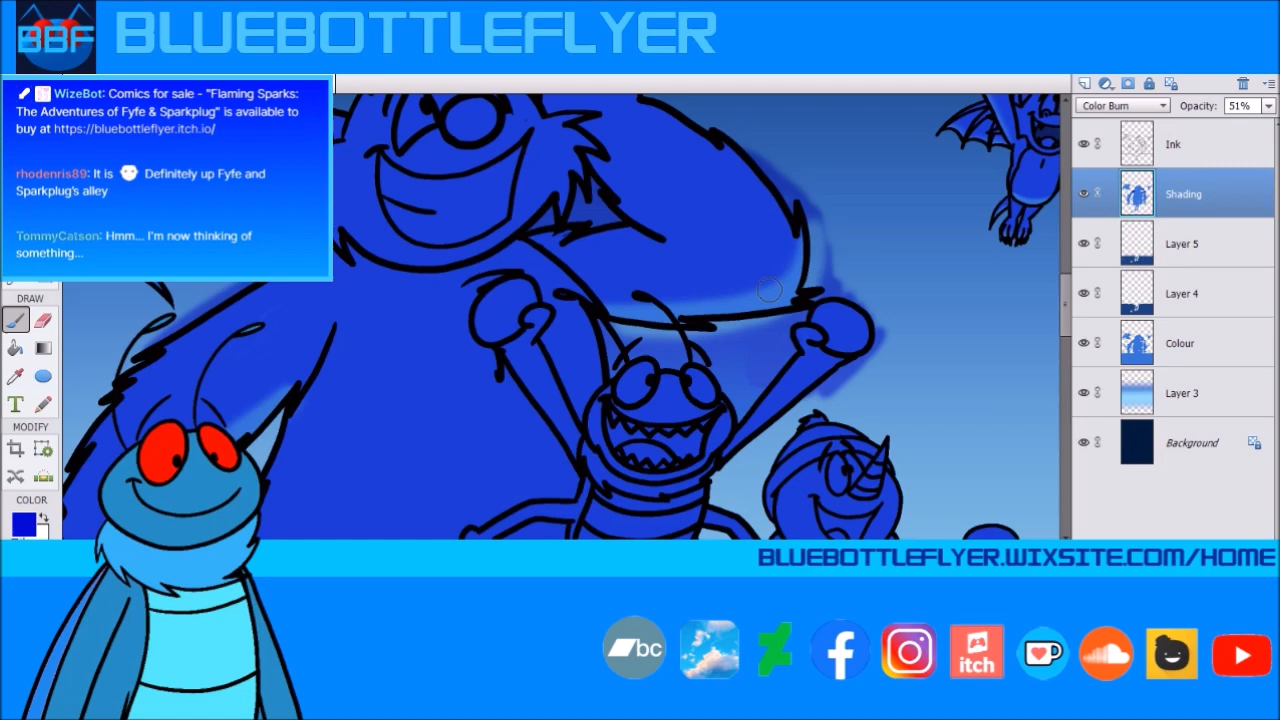 BBF BLUEBOTTLEFLYER
WizeBot: Comics for sale - "Flaming Sparks:
The Adventures of Fyfe & Sparkplug" is available to
buy at https://bluebottleflyer.itch.io/
rhodenris89: It is Definitely up Fyfe and
Sparkplug's alley
TommyCatson: Hmm... I'm now thinking of
something...
Color Burn Opacity: 51%
Ink
Shading
Layer 5
Layer 4
Colour
Layer 3
Background
DRAW
T
MODIFY
COLOR
BLUEBOTTLEFLYER.WIXSITE.COM/HOME
bc
itch